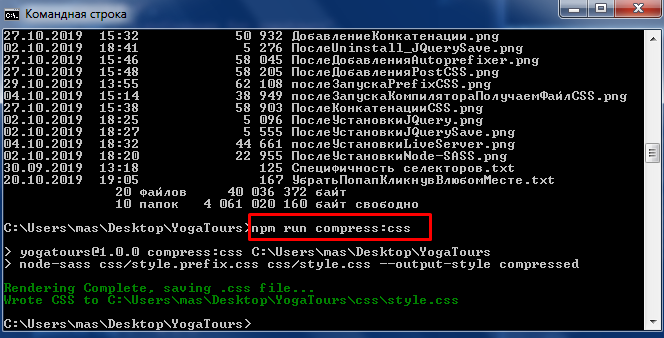 Командная строка
27.10.2019 15:32 50 932 ДобавлениеКонкатенации.png
02.10.2019 18:41 5 276 ПослеUninstall_JQuerySave.png
27.10.2019 15:46 58 045 ПослеДобавленияAutoprefixer.png
27.10.2019 15:48 58 205 ПослеДобавленияPostCSS.png
29.10.2019 13:55 62 108 послеЗапускаPrefixCSS.png
04.10.2019 15:14 38 949 послеЗапускаКомпилятораПолучаемФайлCSS.png
27.10.2019 15:38 58 903 ПослеКонкатенацииCSS.png
02.10.2019 18:25 5 096 ПослеУстановкиJQuery.png
02.10.2019 18:27 5 555 ПослеУстановкиJQuerySave.png
04.10.2019 18:32 44 661 послеУстановкиLiveServer.png
02.10.2019 18:20 22 955 ПослеУстановкиNode-SASS.png
30.09.2019 13:18 125 Специфичность селекторов.txt
20.10.2019 19:05 167 УбратьПопапКликнувВлюбомМесте.txt
20 файлов 40 036 372 байт
10 папок 4 061 020 160 байт свободно
C:\Users\mas\Desktop\YogaTours>npm run compress:css
> yogatours@1.0.0 compress:css C:\Users\mas\Desktop\YogaTours
> node-sass css/style.prefix.css css/style.css --output-style compressed
Rendering Complete, saving .css file...
Wrote CSS to C:\Users\mas\Desktop\YogaTours\css\style.css
C:\Users\mas\Desktop\YogaTours>